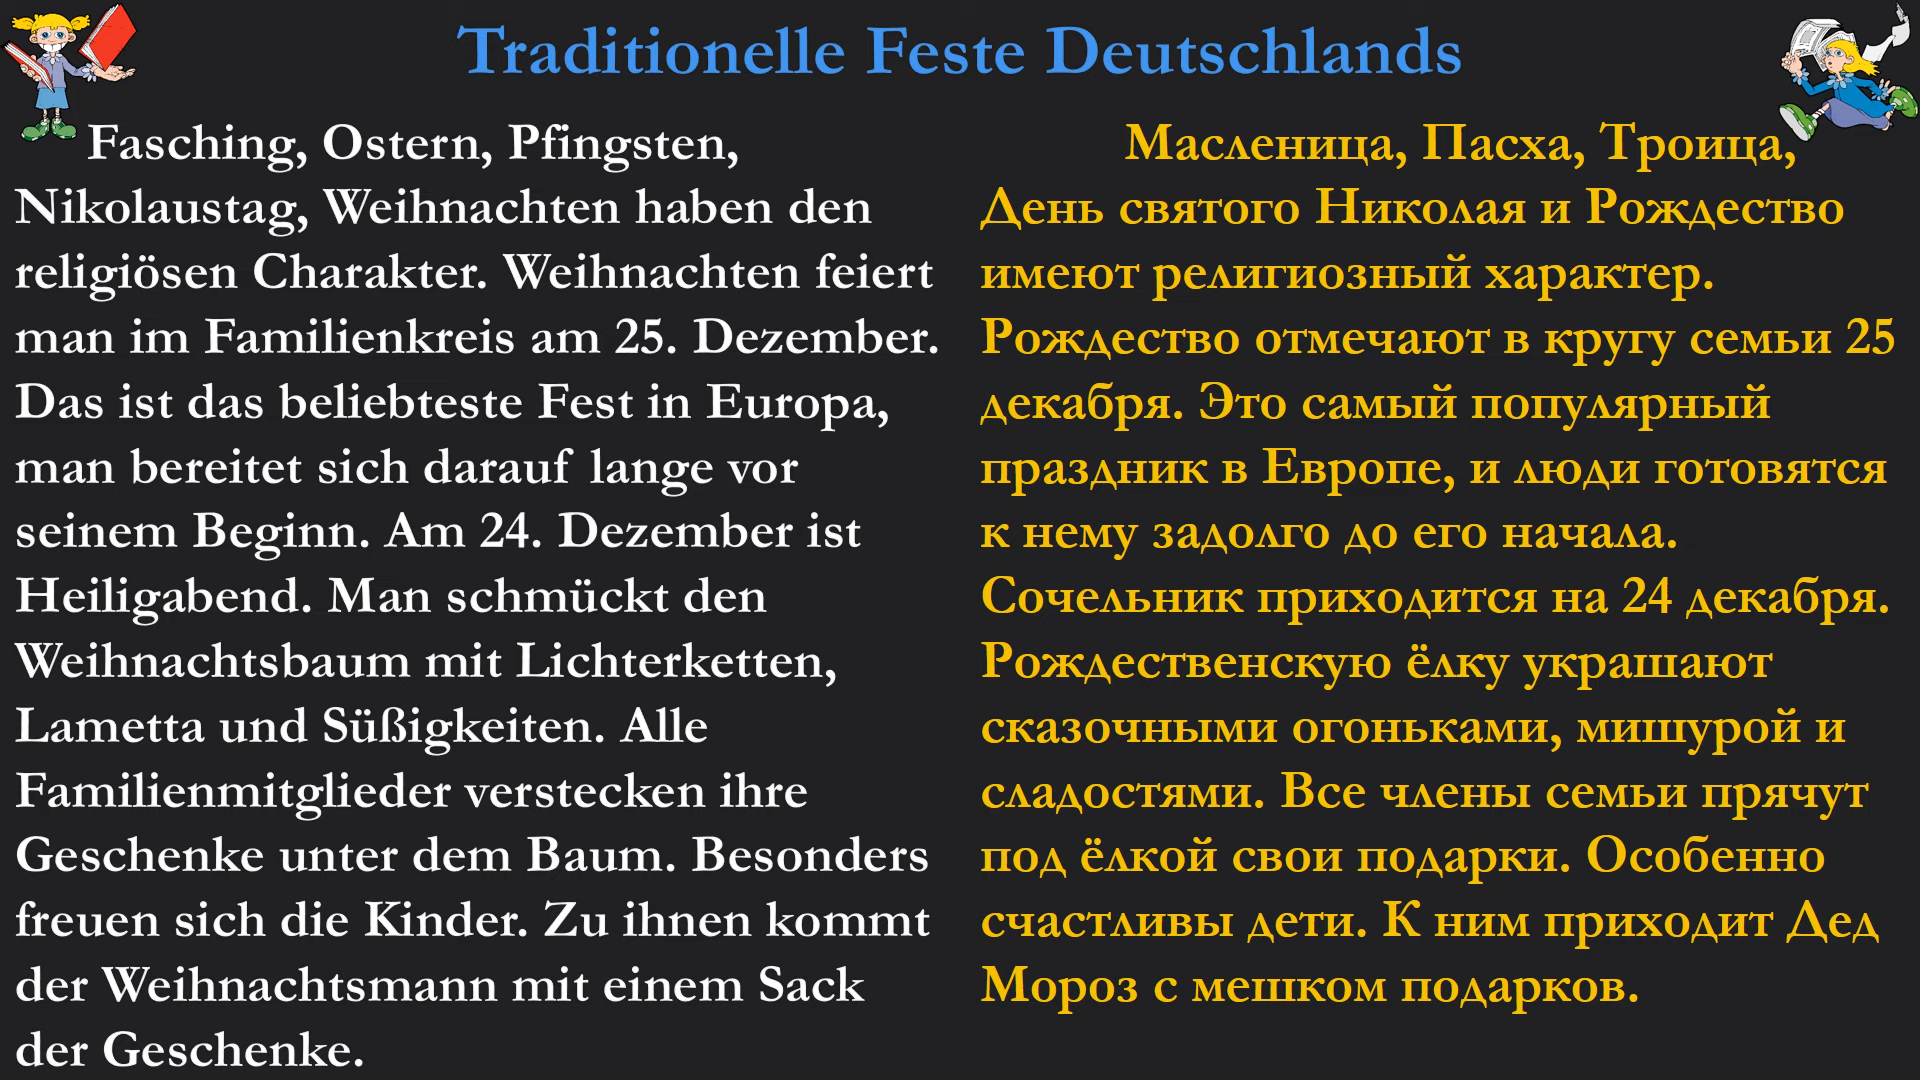 Traditionelle Feste Deutschlands
Fasching, Ostern, Pfingsten,
Nikolaustag, Weihnachten haben den
religiösen Charakter. Weihnachten feiert
man im Familienkreis am 25. Dezember.
Das ist das beliebteste Fest in Europa,
man bereitet sich darauf lange vor
seinem Beginn. Am 24. Dezember ist
Heiligabend. Man schmückt den
Weihnachtsbaum mit Lichterketten,
Lametta und Süßigkeiten. Alle
Familienmitglieder verstecken ihre
Geschenke unter dem Baum. Besonders
freuen sich die Kinder. Zu ihnen kommt
der Weihnachtsmann mit einem Sack
der Geschenke.
Масленица, Пасха, Троица,
День святого Николая и Рождество
имеют религиозный характер.
Рождество отмечают в кругу семьи 25
декабря. Это самый популярный
праздник в Европе, и люди готовятся
к нему задолго до его начала.
Сочельник приходится на 24 декабря.
Рождественскую ёлку украшают
сказочными огоньками, мишурой и
сладостями. Все члены семьи прячут
под ёлкой свои подарки. Особенно
счастливы дети. К ним приходит Дед
Мороз с мешком подарков.